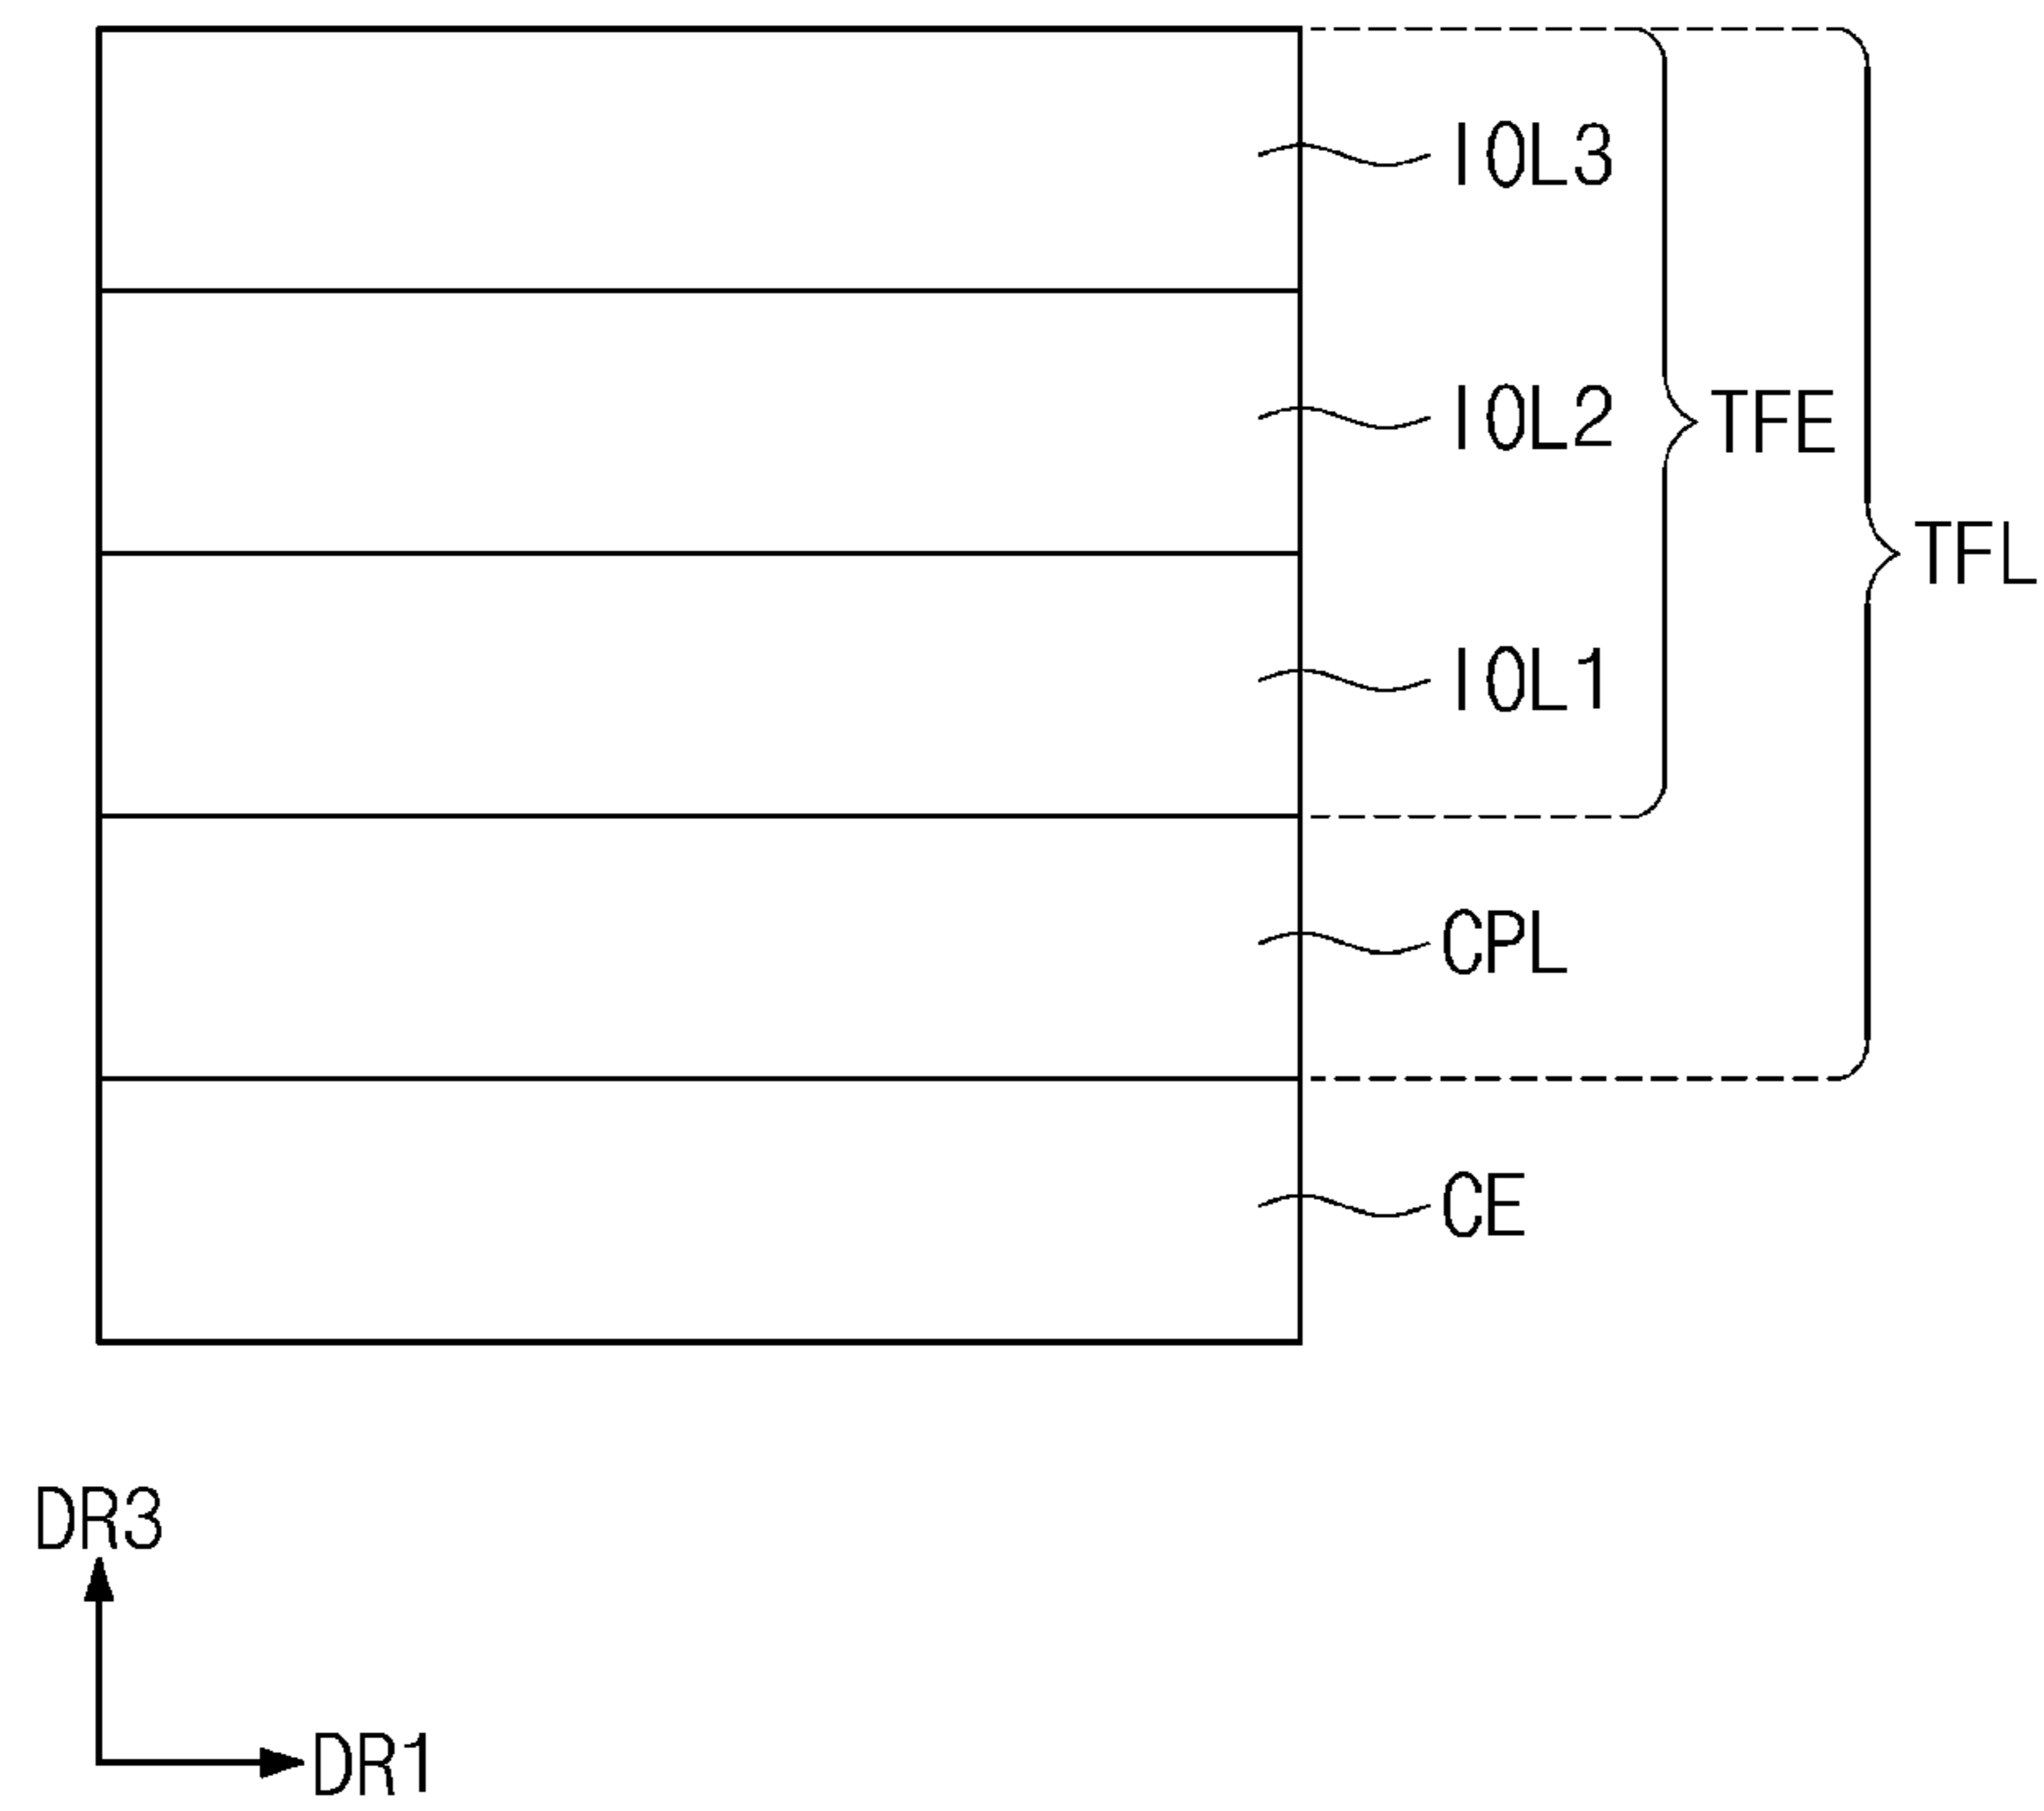 IOL3
IOL2
TFE
TFL
IOL1
CPL
CE
DR3
DR1